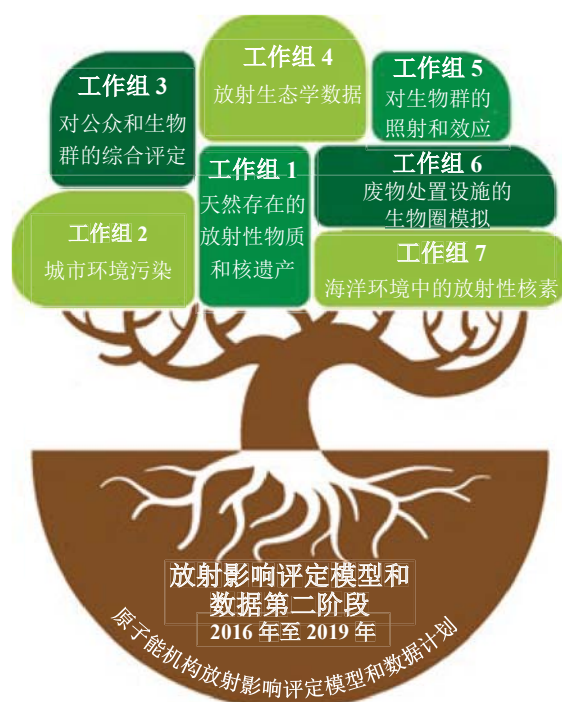 工作组 4
放射生态学数据
工作组 3
对公众和生物
群的综合评定
工作组 5
对生物群的
照射和效应
工作组 1
天然存在的
放射性物质
和核遗产
工作组 6
废物处置设施的
生物圈模拟
工作组 2
城市环境污染
工作组 7
海洋环境中的放射性核素
放射影响评定模型和
数据第二阶段
2016 年至 2019 年
原子能机构放射影响评定模型和数据计划